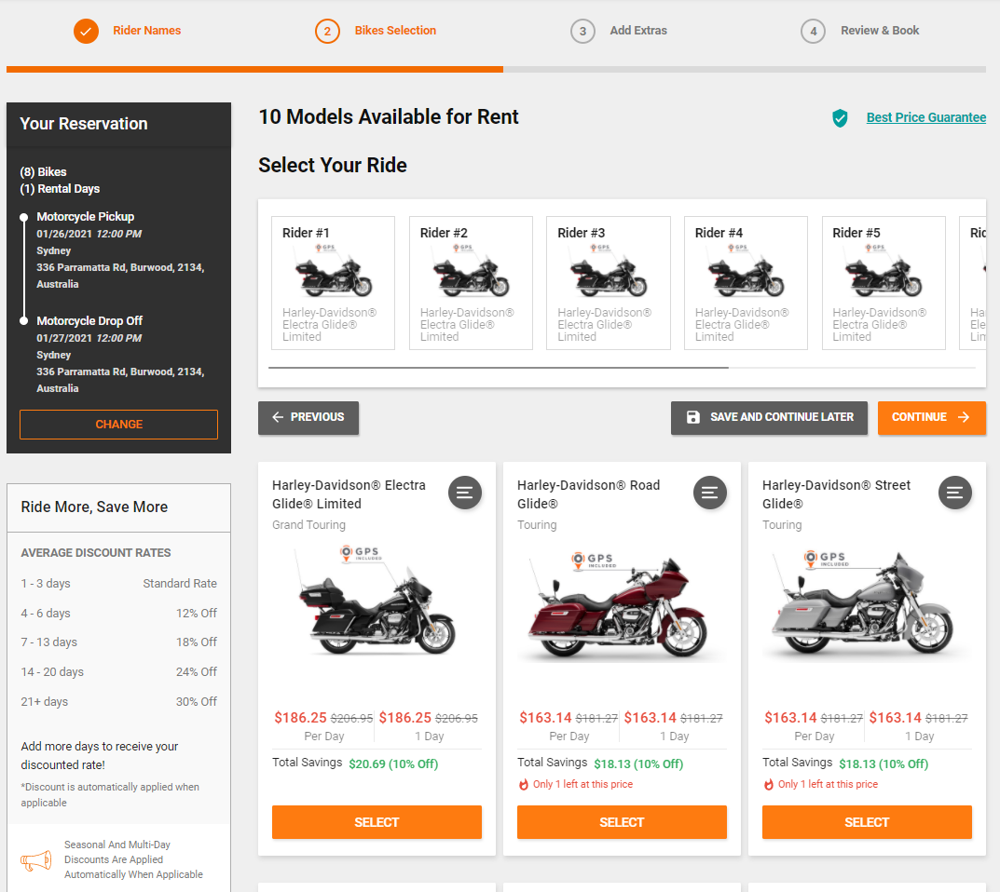 Rider Names
2 Bikes Selection
3 Add Extras
4 Review & Book
Your Reservation
(8) Bikes
(1) Rental Days
Motorcycle Pickup
01/26/2021 12:00 PM
Sydney
336 Parramatta Rd, Burwood, 2134,
Australia
Motorcycle Drop Off
01/27/2021 12:00 PM
Sydney
336 Parramatta Rd, Burwood, 2134,
Australia
CHANGE
Ride More, Save More
AVERAGE DISCOUNT RATES
1 - 3 days Standard Rate
4 - 6 days 12% Off
7 - 13 days 18% Off
14 - 20 days 24% Off
21+ days 30% Off
Add more days to receive your
discounted rate!
*Discount is automatically applied when
applicable
Seasonal And Multi-Day
Discounts Are Applied
Automatically When Applicable
10 Models Available for Rent
Best Price Guarantee
Select Your Ride
Rider #1
GPS
Harley-Davidson®
Electra Glide®
Limited
Rider #2
GPS
Harley-Davidson®
Electra Glide®
Limited
Rider #3
GPS
Harley-Davidson®
Electra Glide®
Limited
Rider #4
GPS
Harley-Davidson®
Electra Glide®
Limited
Rider #5
GPS
Harley-Davidson®
Electra Glide®
Limited
PREVIOUS
SAVE AND CONTINUE LATER
CONTINUE
Harley-Davidson® Electra
Glide® Limited
Grand Touring
GPS
INCLUDED
$186.25 $206.95 $186.25 $206.95
Per Day 1 Day
Total Savings $20.69 (10% Off)
SELECT
Harley-Davidson® Road
Glide®
Touring
GPS
INCLUDED
$163.14 $181.27 $163.14 $181.27
Per Day 1 Day
Total Savings $18.13 (10% Off)
Only 1 left at this price
SELECT
Harley-Davidson® Street
Glide®
Touring
GPS
INCLUDED
$163.14 $181.27 $163.14 $181.27
Per Day 1 Day
Total Savings $18.13 (10% Off)
Only 1 left at this price
SELECT